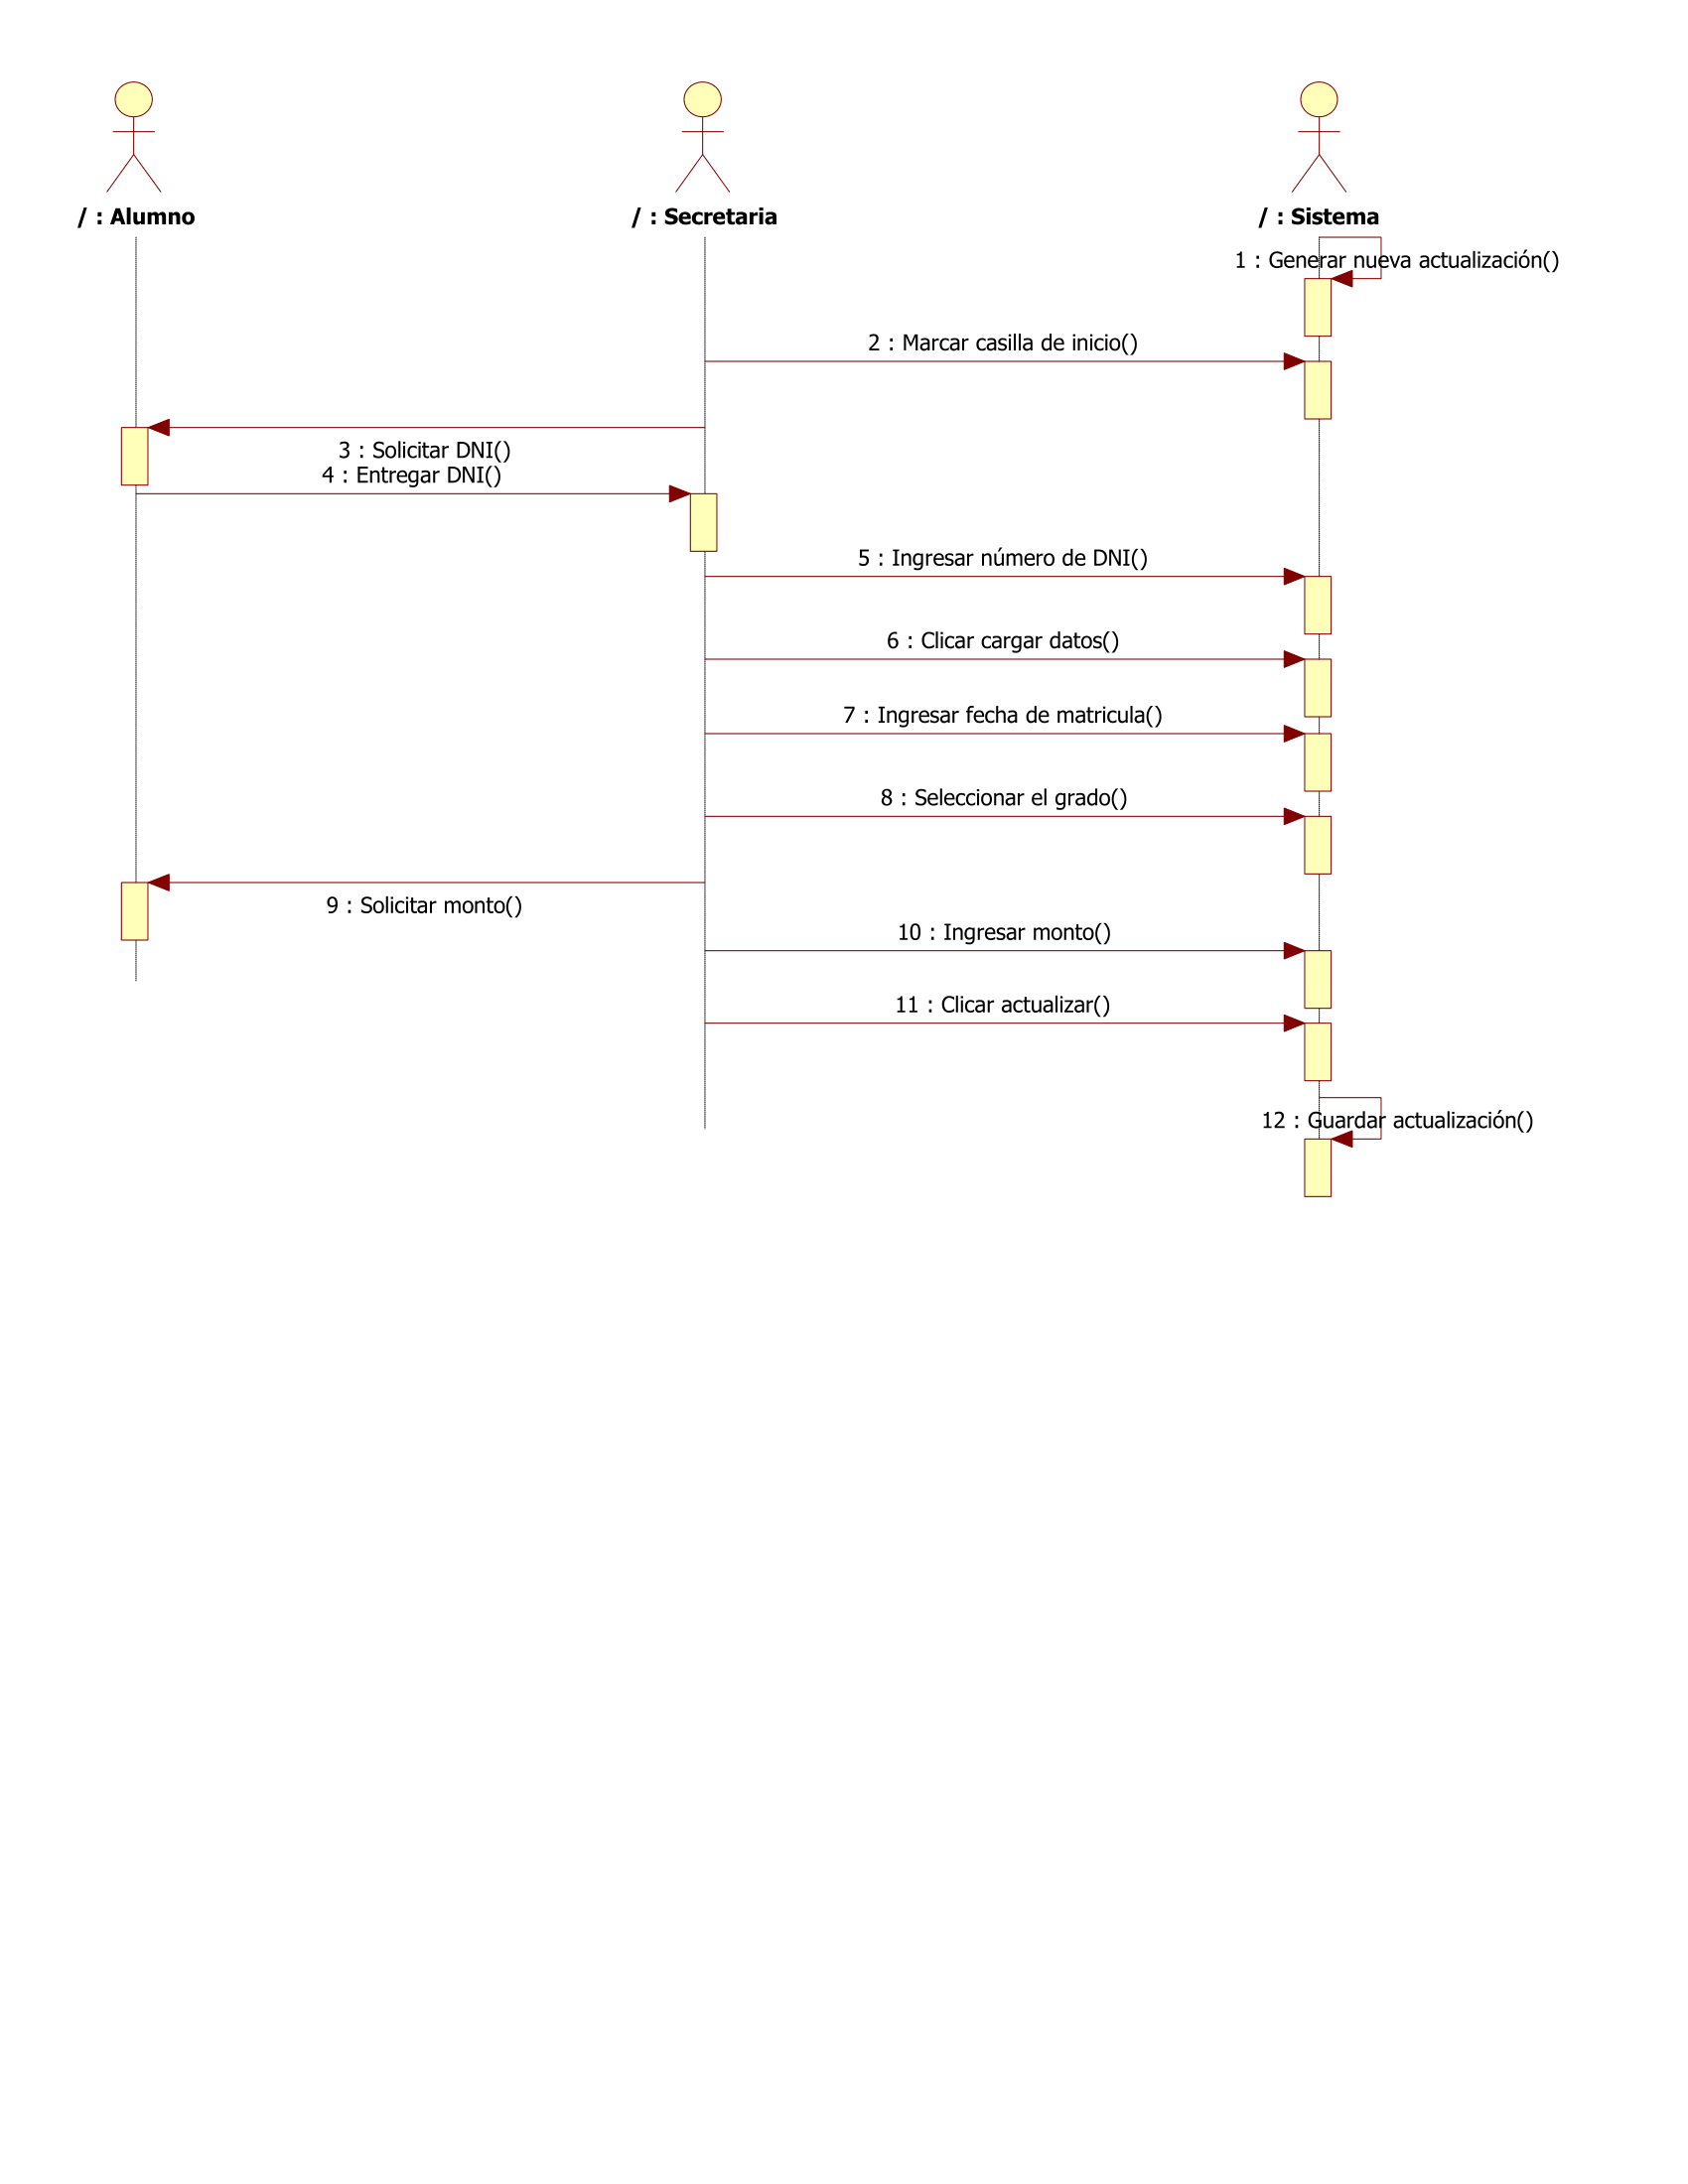 / : Alumno
/ : Secretaria
/ : Sistema
1 : Generar nueva actualización()
2 : Marcar casilla de inicio()
3 : Solicitar DNI()
4 : Entregar DNI()
5 : Ingresar número de DNI()
6 : Clicar cargar datos()
7 : Ingresar fecha de matricula()
8 : Seleccionar el grado()
9 : Solicitar monto()
10 : Ingresar monto()
11 : Clicar actualizar()
12 : Guardar actualización()